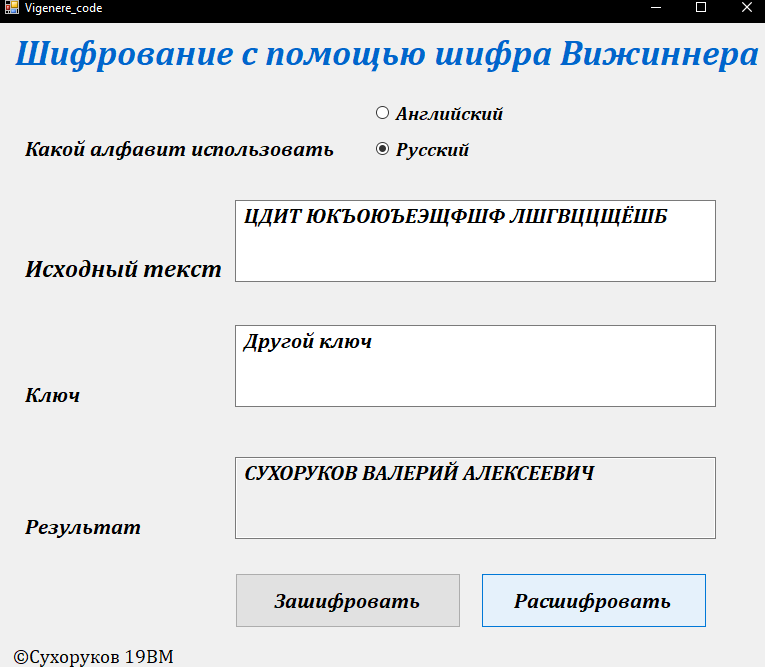 Vigenere_code
Шифрование с помощью шифра Вижиннера
Английский
Какой алфавит использовать
Русский
ЦДИТ ЮКЪОЮЪЕЭЩФШФ ЛШГВЦЦЩЁШБ
Исходный текст
Другой ключ
Ключ
СУХОРУКОВ ВАЛЕРИЙ АЛЕКСЕЕВИЧ
Результат
Зашифровать
Расшифровать
©Сухоруков 19ВМ